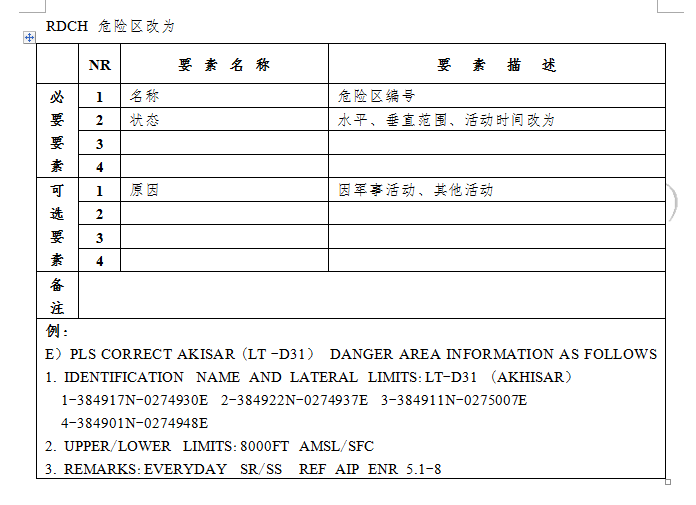 RDCH 危险区改为
NR 要素名称 要素描述
必要要素 1 名称 危险区编号
2 状态 水平、垂直范围、活动时间改为
3
4
可选要素 1 原因 因军事活动、其他活动
2
3
4
备注
例:
E）PLS CORRECT AKISAR (LT -D31） DANGER AREA INFORMATION AS FOLLOWS
1. IDENTIFICATION NAME AND LATERAL LIMITS:LT-D31 （AKHISAR）
1-384917N-0274930E 2-384922N-0274937E 3-384911N-0275007E
4-384901N-0274948E
2. UPPER/LOWER LIMITS:8000FT AMSL/SFC
3. REMARKS:EVERYDAY SR/SS REF AIP ENR 5.1-8